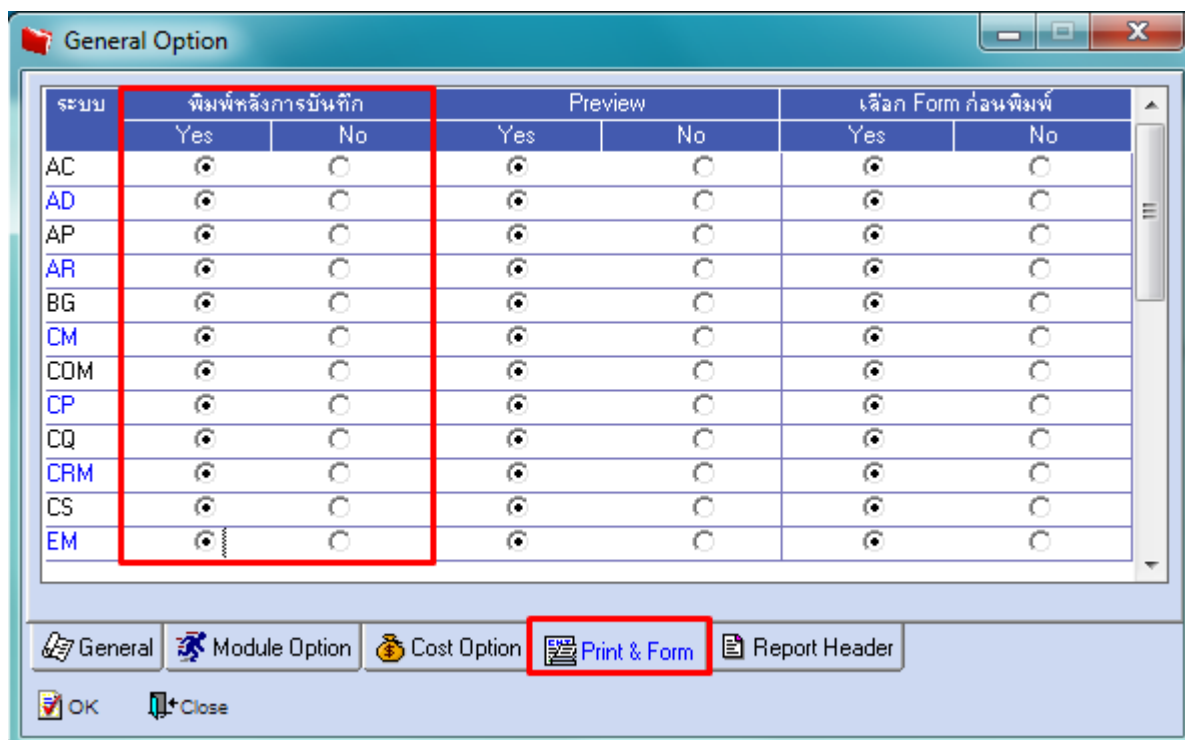 General Option
ระบบ พิมพ์หลังการบันทึก Preview เลือก Form ก่อนพิมพ์
Yes No Yes No Yes No
AC
AD
AP
AR
BG
CM
COM
CP
CQ
CRM
CS
EM
General Module Option Cost Option Print & Form Report Header
OK Close